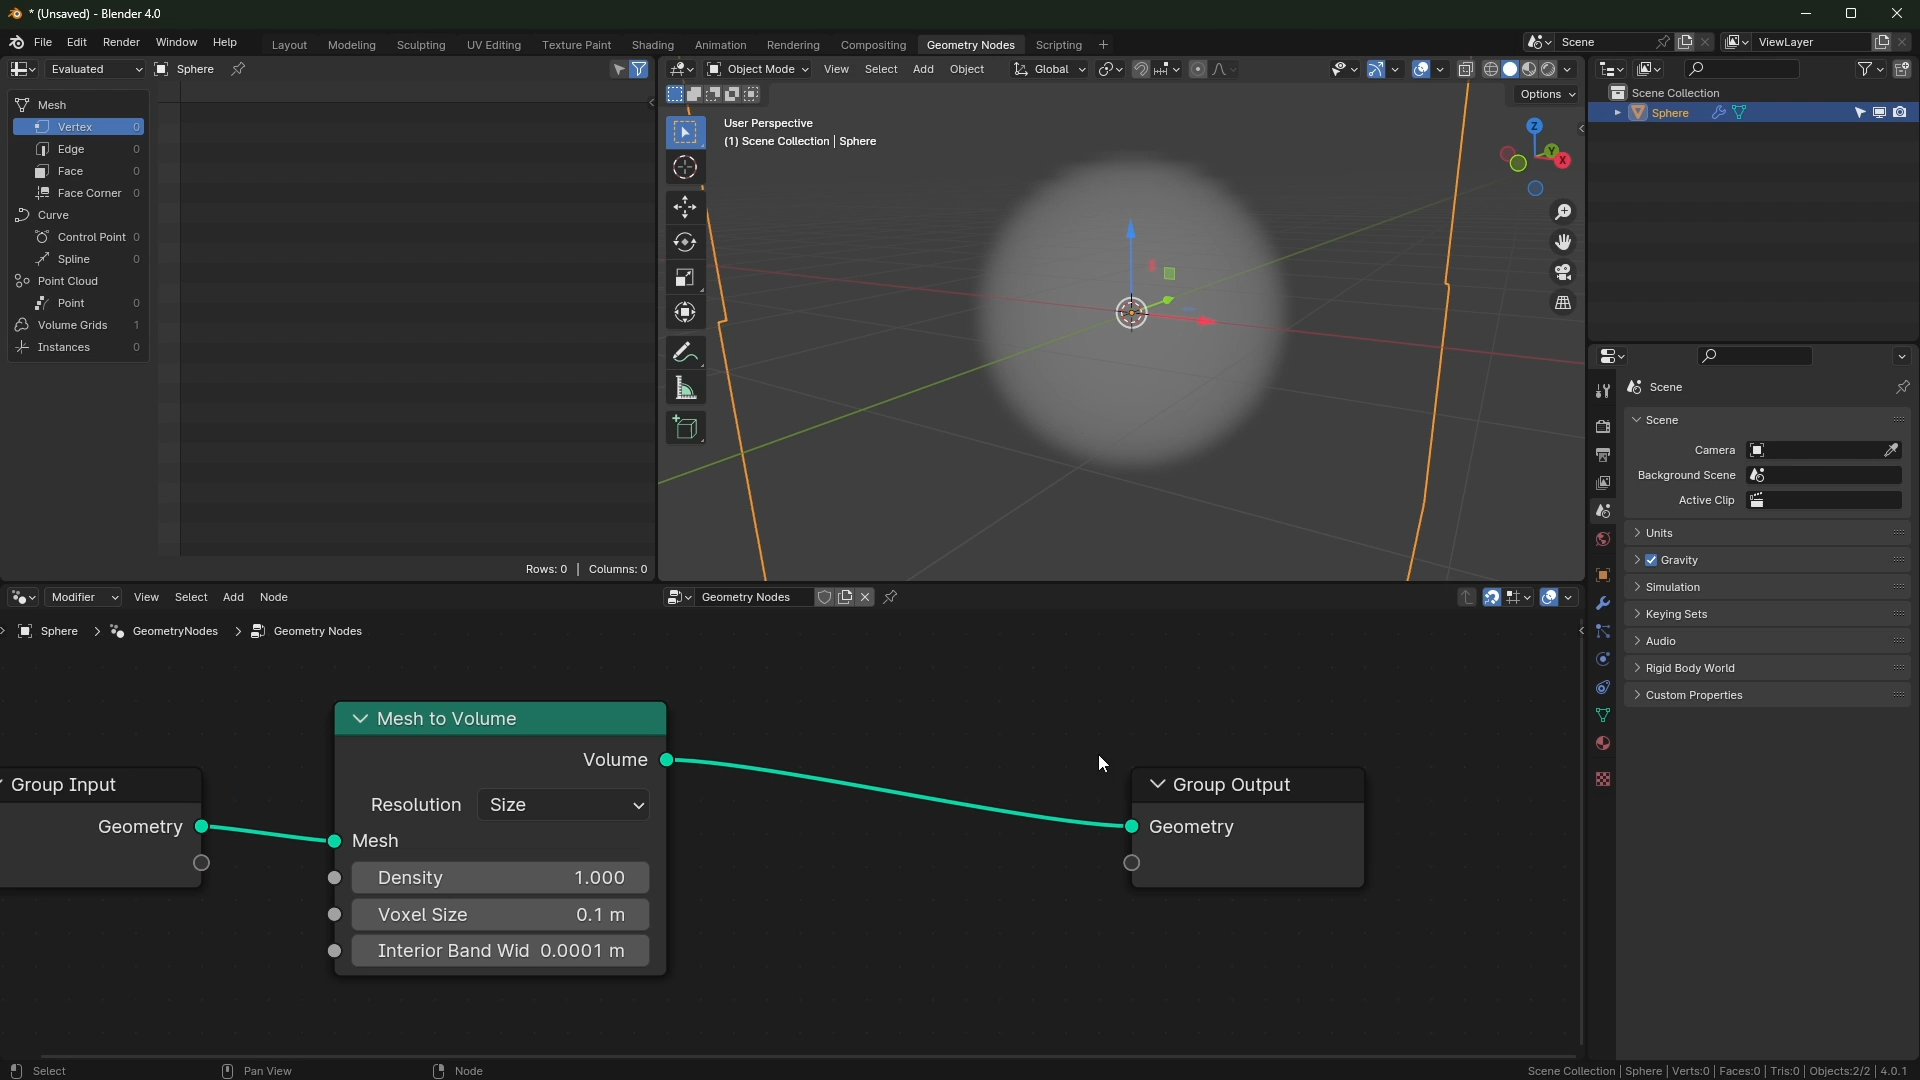 * (Unsaved) - Blender 4.0
File Edit Render Window Help
Layout Modeling Sculpting UV Editing Texture Paint Shading Animation Rendering Compositing Geometry Nodes Scripting +
Scene
ViewLayer
Evaluated
Sphere
Mesh
Vertex 0
Edge 0
Face 0
Face Corner 0
Curve
Control Point 0
Spline 0
Point Cloud
Point 0
Volume Grids 1
Instances 0
Rows: 0 | Columns: 0
Object Mode View Select Add Object
Global
Options
User Perspective
(1) Scene Collection | Sphere
Z
Y
X
Scene Collection
Sphere
Scene
Scene
Camera
Background Scene
Active Clip
Units
Gravity
Simulation
Keying Sets
Audio
Rigid Body World
Custom Properties
Modifier View Select Add Node
Geometry Nodes
Sphere > GeometryNodes > Geometry Nodes
Group Input
Geometry
Mesh to Volume
Volume
Resolution Size
Mesh
Density 1.000
Voxel Size 0.1 m
Interior Band Wid 0.0001 m
Group Output
Geometry
Select
Pan View
Node
Scene Collection | Sphere | Verts:0 | Faces:0 | Tris:0 | Objects:2/2 | 4.0.1